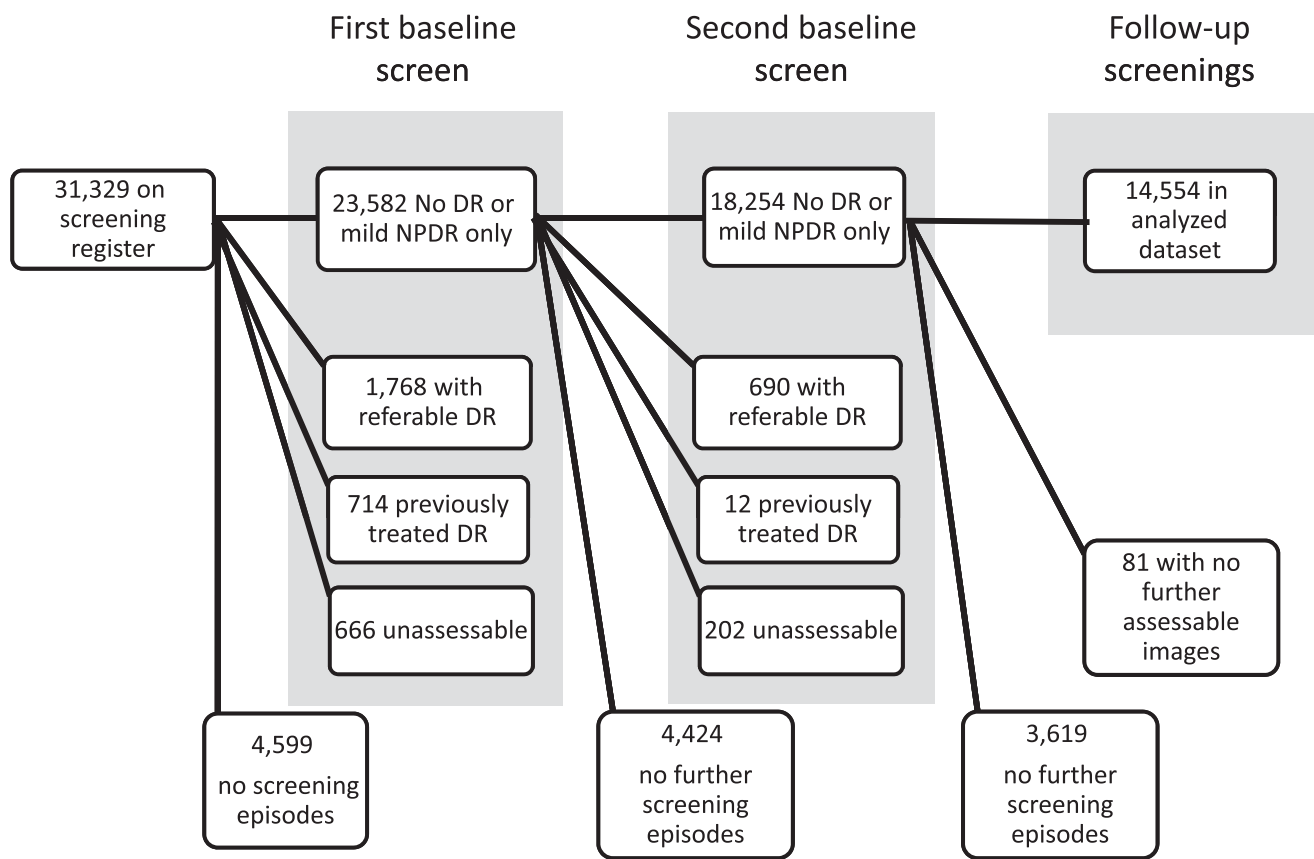 First baseline
screen
Second baseline
screen
Follow-up
screenings
31,329 on
screening
register
23,582 No DR or
mild NPDR only
18,254 No DR or
mild NPDR only
14,554 in
analyzed
dataset
1,768 with
referable DR
690 with
referable DR
714 previously
treated DR
12 previously
treated DR
81 with no
further
assessable
images
666 unassessable
202 unassessable
4,599
no screening
episodes
4,424
no further
screening
episodes
3,619
no further
screening
episodes